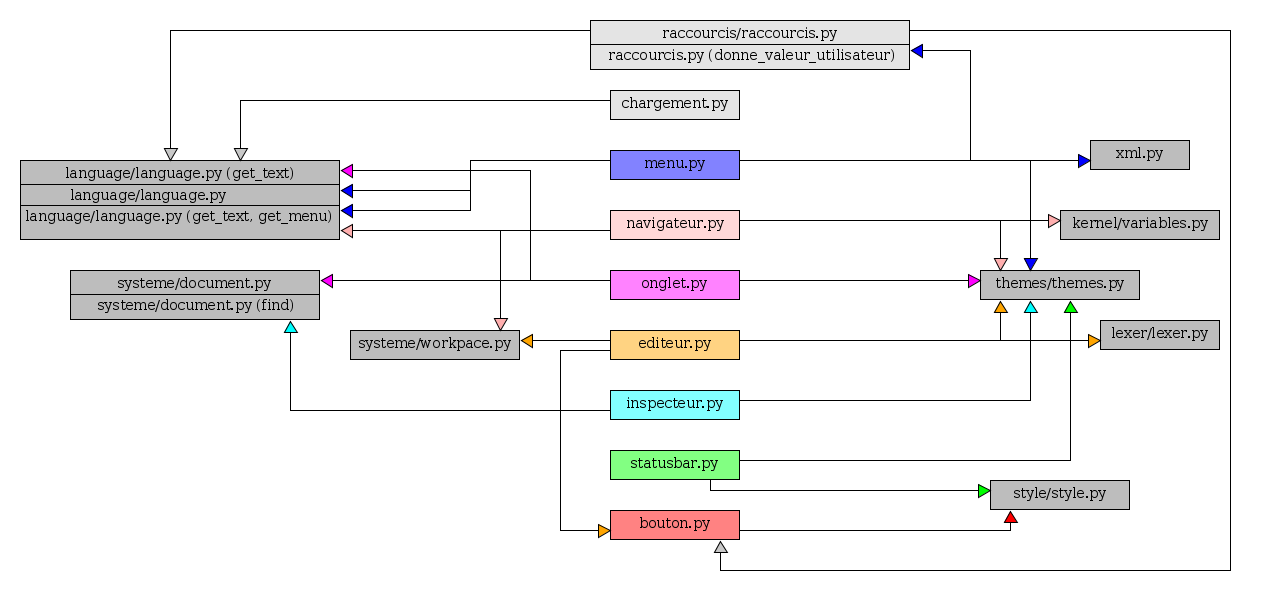 raccourcis/raccourcis.py
raccourcis.py (donne_valeur_utilisateur)
chargement.py
menu.py
xml.py
language/language.py (get_text)
language/language.py
language/language.py (get_text, get_menu)
navigateur.py
kernel/variables.py
systeme/document.py
systeme/document.py (find)
onglet.py
themes/themes.py
systeme/workpace.py
editeur.py
lexer/lexer.py
inspecteur.py
statusbar.py
style/style.py
bouton.py